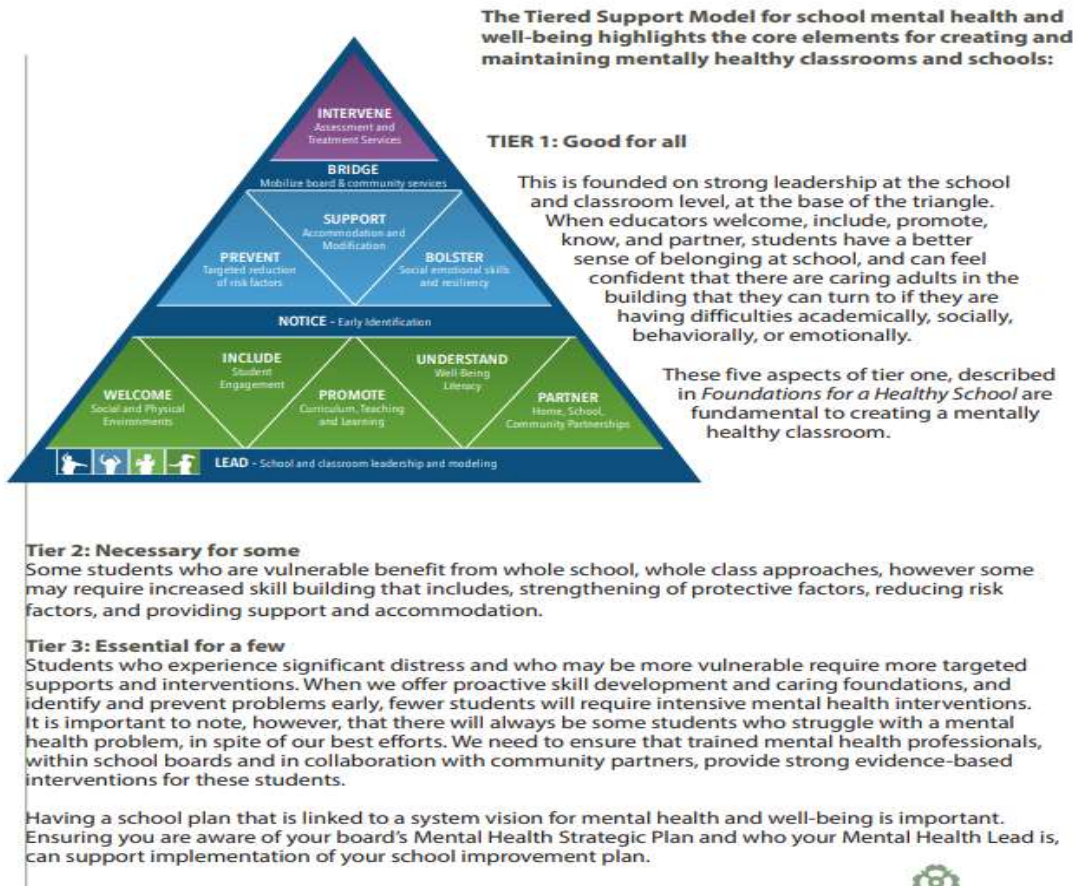 The Tiered Support Model for school mental health and
well-being highlights the core elements for creating and
maintaining mentally healthy classrooms and schools:
INTERVENE
Assessment and
Treatment Services
BRIDGE
Mobilize board & community services
SUPPORT
Accommodation and
Modification
PREVENT
Targeted reduction
of risk factors
BOLSTER
Social emotional skills
and resiliency
NOTICE – Early Identification
INCLUDE
Student
Engagement
UNDERSTAND
Well-Being
Literacy
WELCOME
Social and Physical
Environments
PROMOTE
Curriculum, Teaching
and Learning
PARTNER
Home, School,
Community Partnerships
LEAD – School and classroom leadership and modeling
TIER 1: Good for all
This is founded on strong leadership at the school
and classroom level, at the base of the triangle.
When educators welcome, include, promote,
know, and partner, students have a better
sense of belonging at school, and can feel
confident that there are caring adults in the
building that they can turn to if they are
having difficulties academically, socially,
behaviorally, or emotionally.
These five aspects of tier one, described
in Foundations for a Healthy School are
fundamental to creating a mentally
healthy classroom.
Tier 2: Necessary for some
Some students who are vulnerable benefit from whole school, whole class approaches, however some
may require increased skill building that includes, strengthening of protective factors, reducing risk
factors, and providing support and accommodation.
Tier 3: Essential for a few
Students who experience significant distress and who may be more vulnerable require more targeted
supports and interventions. When we offer proactive skill development and caring foundations, and
identify and prevent problems early, fewer students will require intensive mental health interventions.
It is important to note, however, that there will always be some students who struggle with a mental
health problem, in spite of our best efforts. We need to ensure that trained mental health professionals,
within school boards and in collaboration with community partners, provide strong evidence-based
interventions for these students.
Having a school plan that is linked to a system vision for mental health and well-being is important.
Ensuring you are aware of your board's Mental Health Strategic Plan and who your Mental Health Lead is,
can support implementation of your school improvement plan.